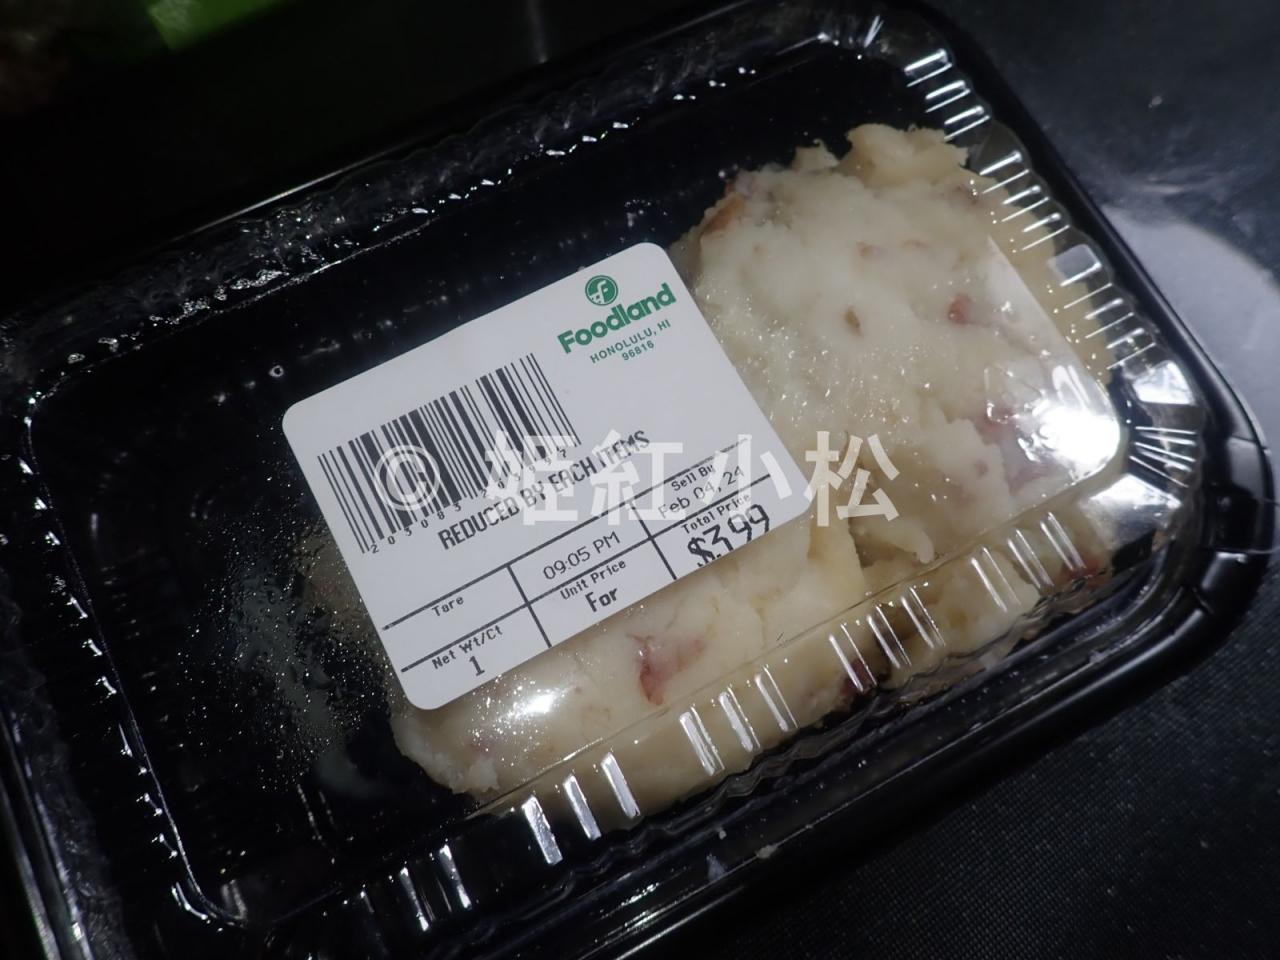 Foodland
HONOLULU, HI
96816
REDUCED BY EACH ITEMS
Sell By
Feb 04, 24
Tare
09:05 PM
Total Price
$3.99
Net Wt/Ct
1
Unit Price
For
© 姫紅小松